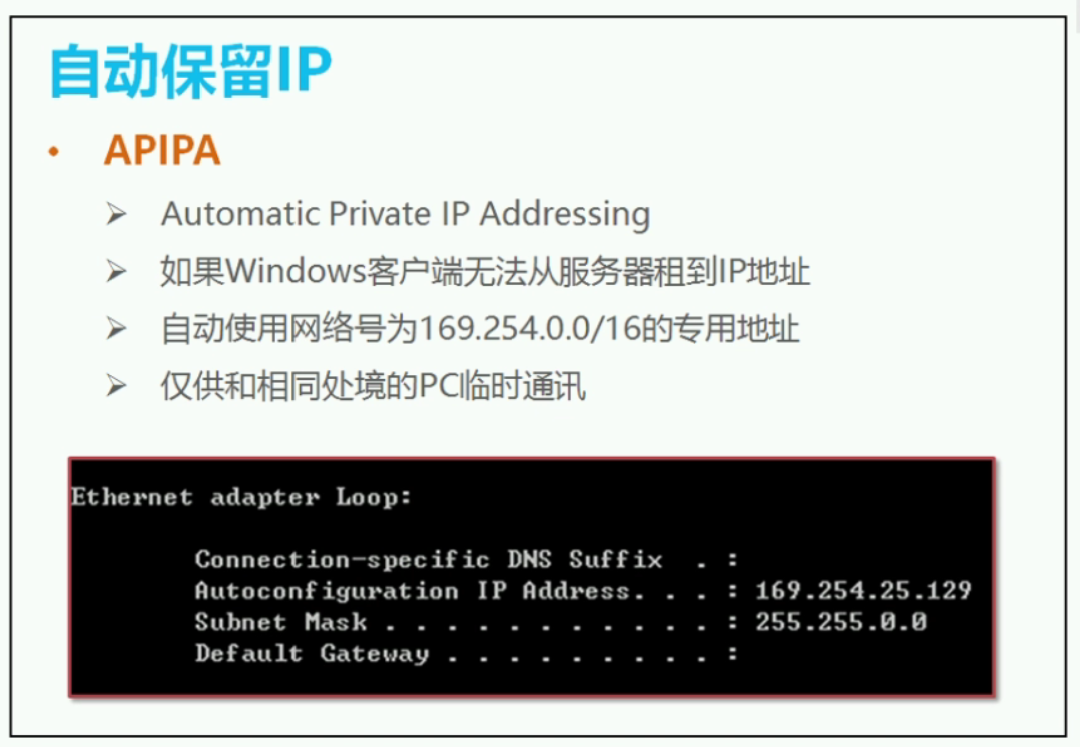 自动保留IP
• APIPA
➢ Automatic Private IP Addressing
➢ 如果Windows客户端无法从服务器租到IP地址
➢ 自动使用网络号为169.254.0.0/16的专用地址
➢ 仅供和相同处境的PC临时通讯
Ethernet adapter Loop:
Connection-specific DNS Suffix . :
Autoconfiguration IP Address. . . : 169.254.25.129
Subnet Mask . . . . . . . . . . . : 255.255.0.0
Default Gateway . . . . . . . . . :